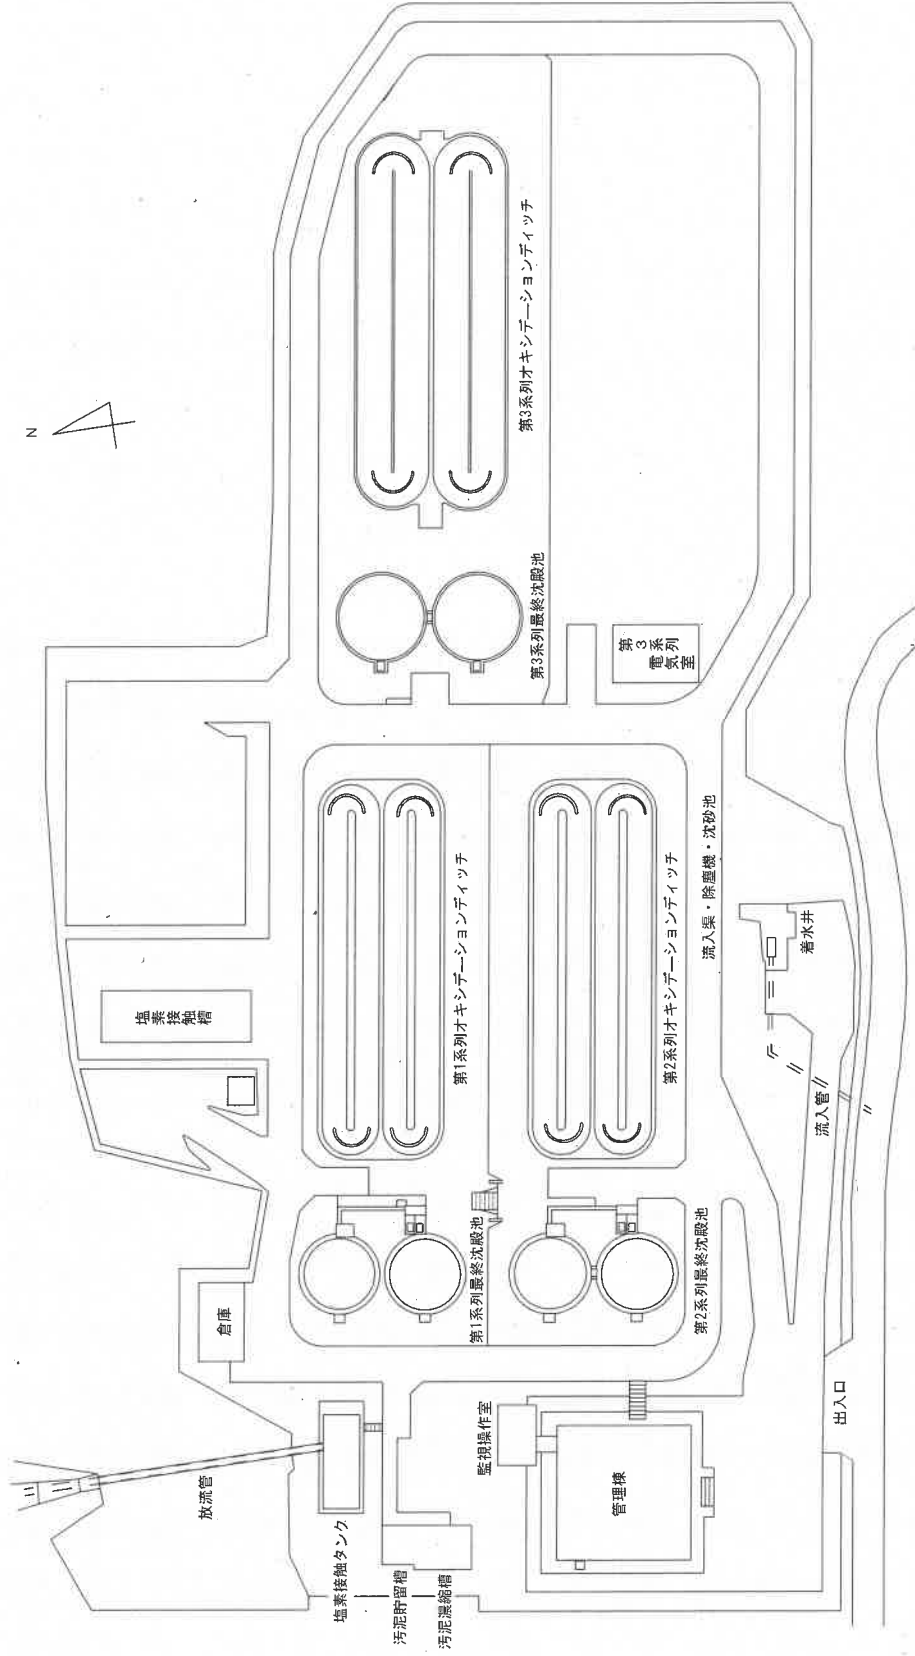 N
第3系列オキシデーションディッチ
第3系列最終沈殿池
第3系列
電気室
塩素接触槽
第1系列オキシデーションディッチ
第2系列オキシデーションディッチ
流入渠・除塵機・沈砂池
着水井
流入管
第1系列最終沈殿池
第2系列最終沈殿池
倉庫
放流管
塩素接触タンク
汚泥貯留槽
汚泥濃縮槽
監視操作室
管理棟
出入口